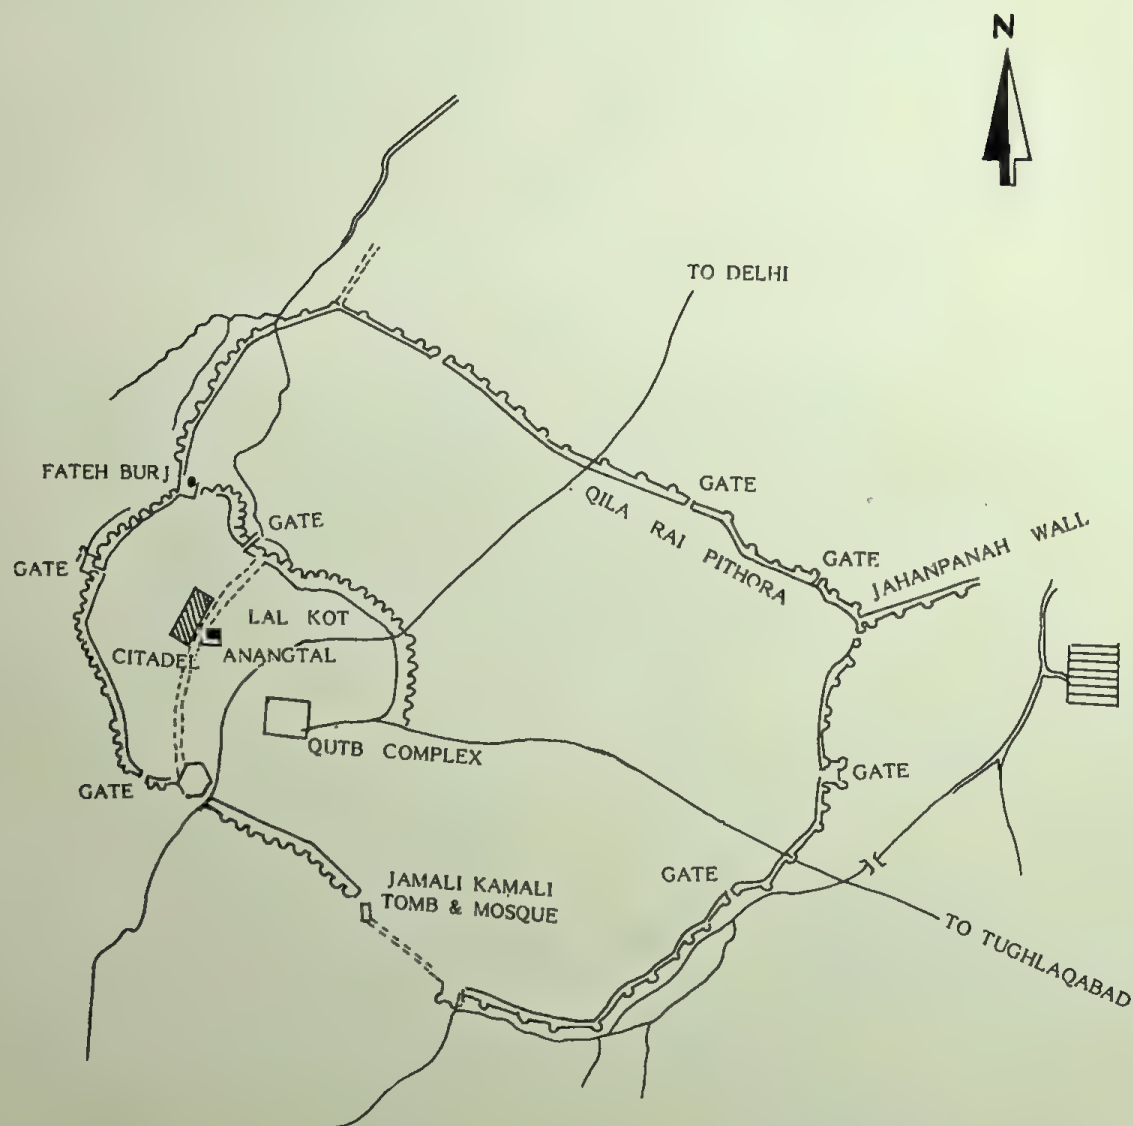 N
TO DELHI
FATEH BURJ
GATE
QILA RAI PITHORA
GATE
GATE
GATE
JAHANPANAH WALL
LAL KOT
CITADEL
ANANGTAL
QUTB COMPLEX
GATE
GATE
GATE
JAMALI KAMALI
TOMB & MOSQUE
TO TUGHLAQABAD